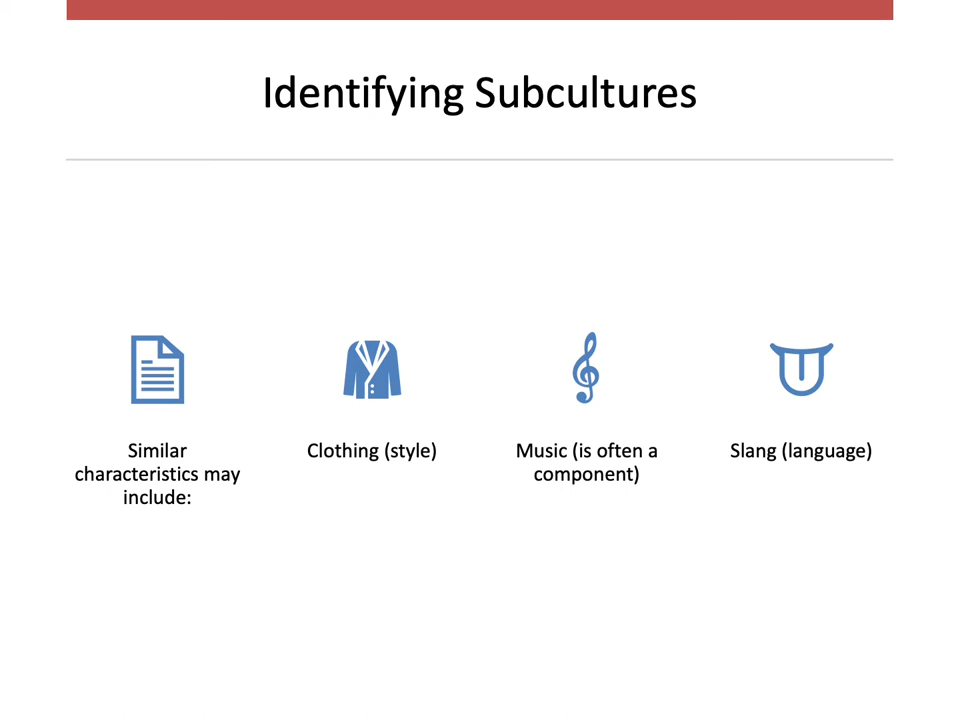 Identifying Subcultures
Similar
characteristics may
include:
Clothing (style)
Music (is often a
component)
Slang (language)